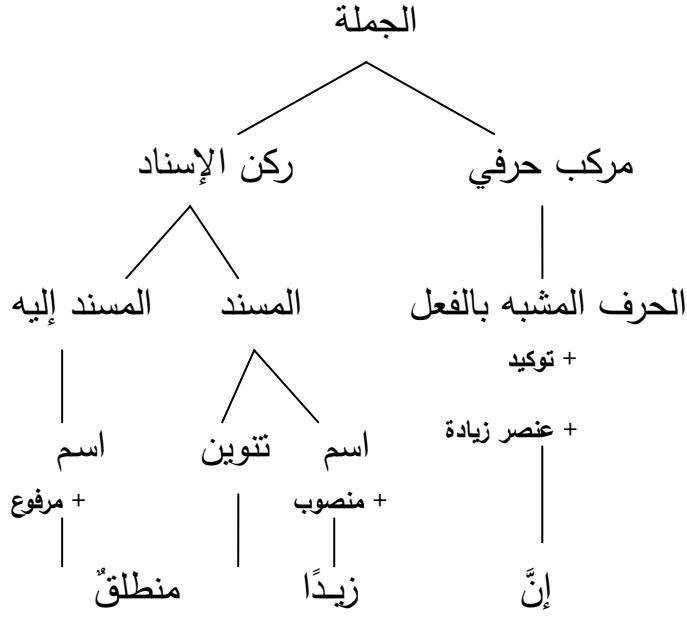 الجملة
مركب حرفي ركن الإسناد
الحرف المشبه بالفعل المسند المسند إليه
+ توكيد
+ عنصر زيادة
اسم تنوين اسم
+ منصوب + مرفوع
إنَّ زيـدًا منطلقٌ